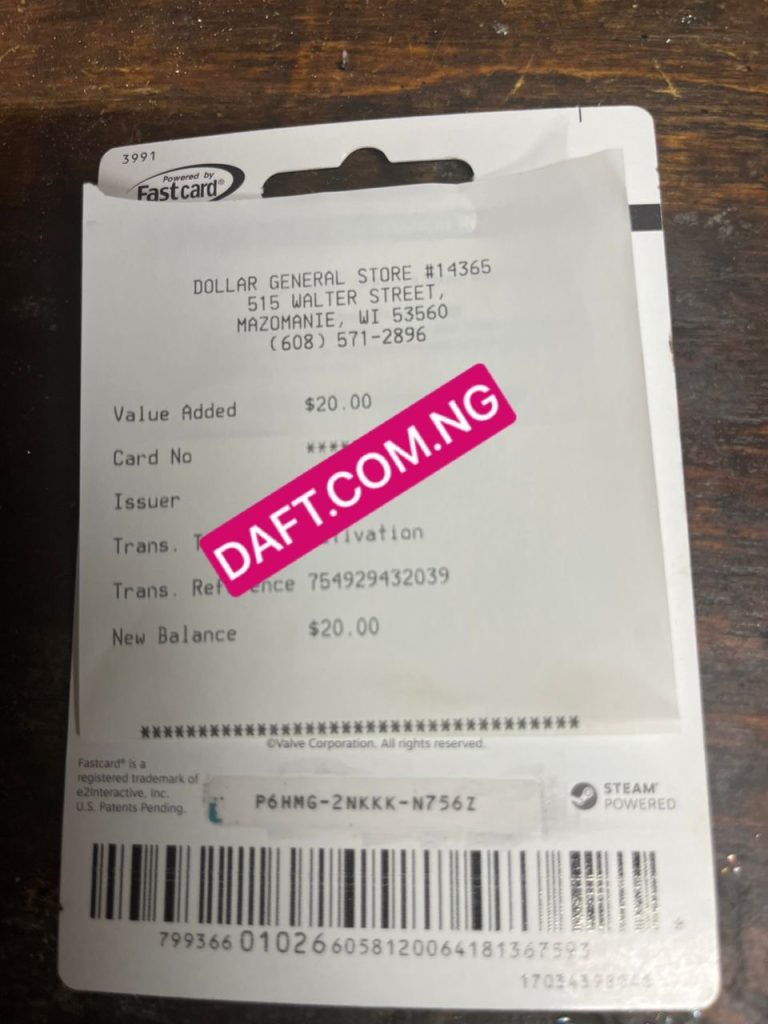 3991
Powered by
Fastcard®
DOLLAR GENERAL STORE #14365
515 WALTER STREET,
MAZOMANIE, WI 53560
(608) 571-2896
Value Added $20.00
Card No ****
Issuer
DAFT.COM.NG
Trans.
Trans. Reference 754929432039
New Balance $20.00
*************************************
©Valve Corporation. All rights reserved.
Fastcard® is a
registered trademark of
e2Interactive, Inc.
U.S. Patents Pending.
P6HMG-2NKKK-N756Z
STEAM
POWERED
799366 01026 6058120064181367593